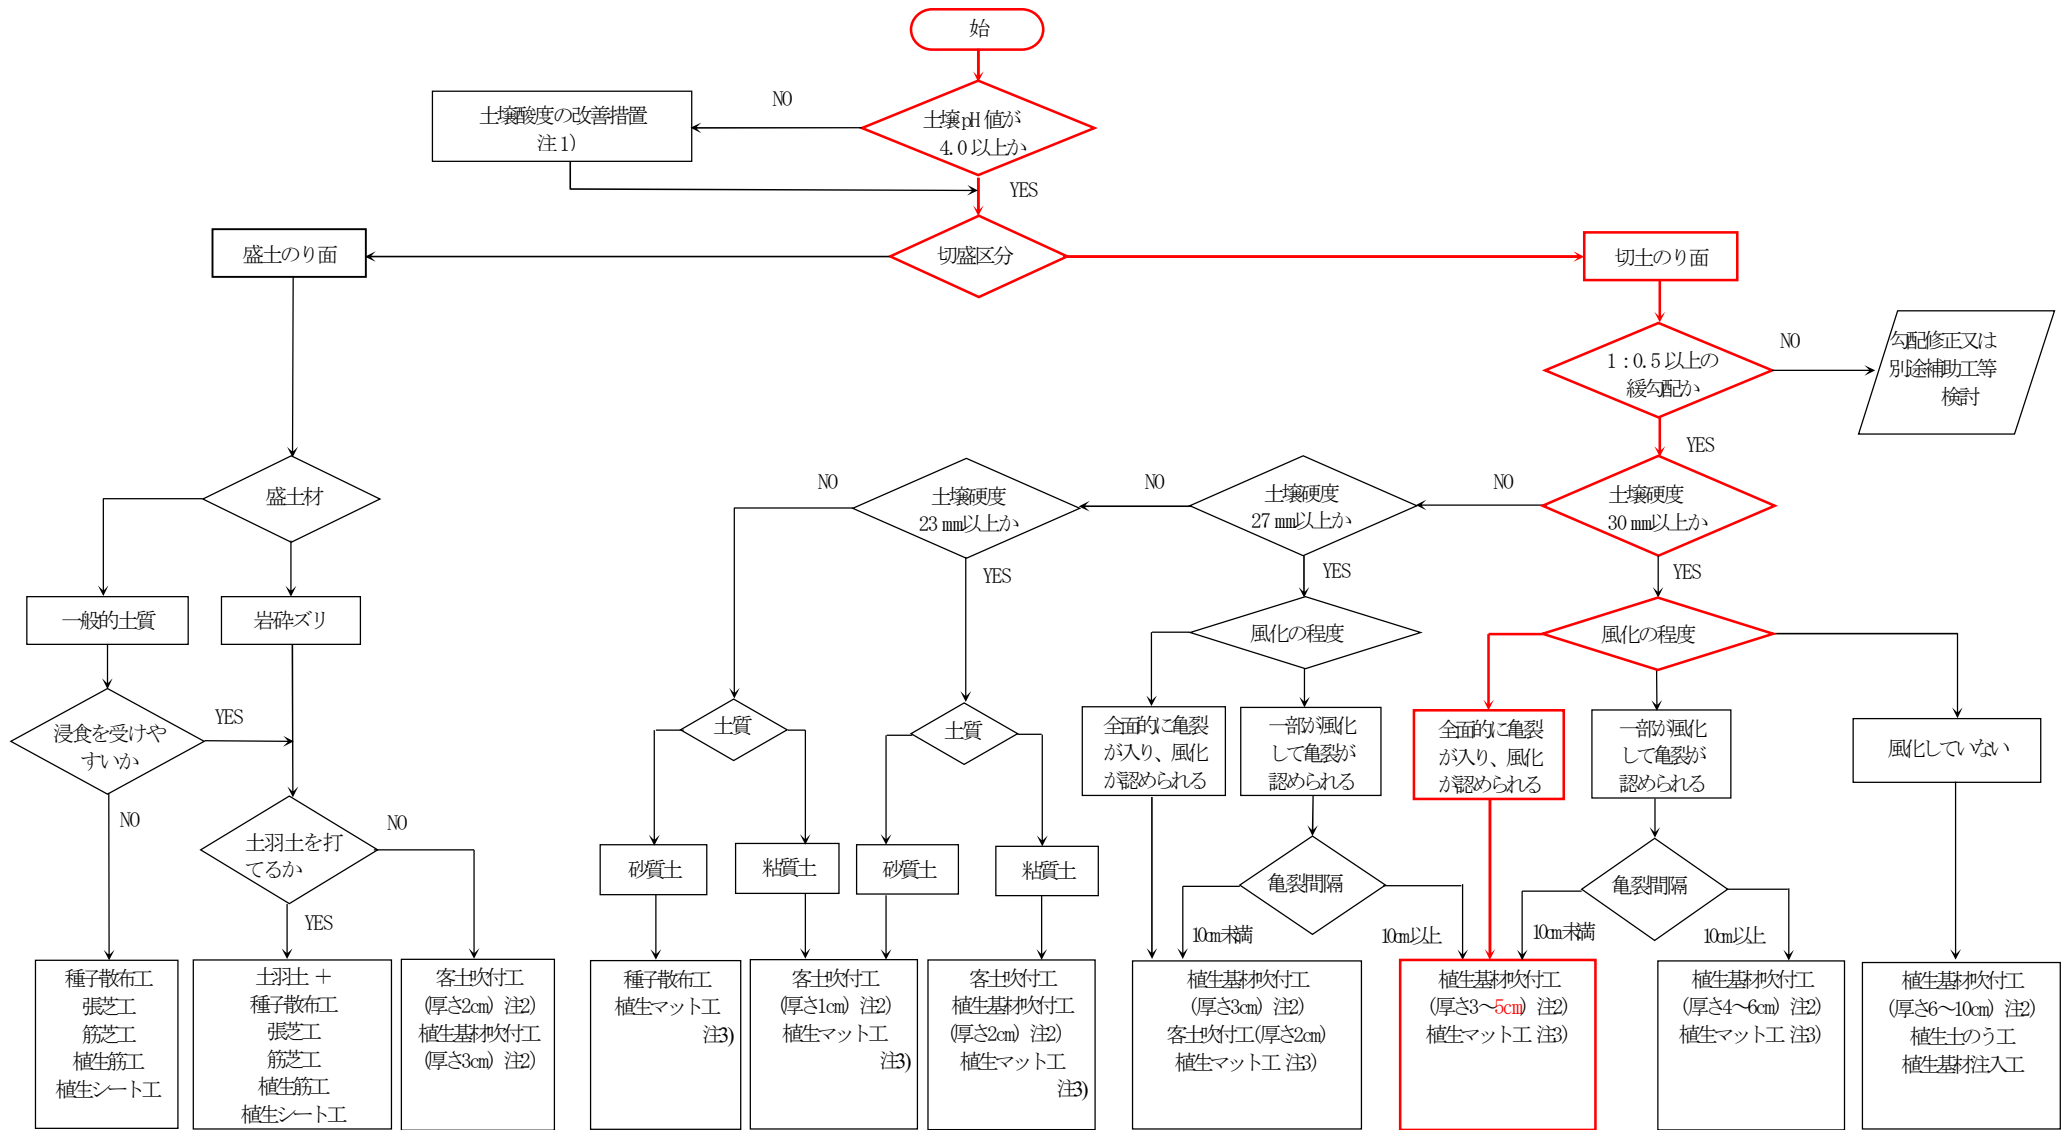 始
土壌pH 値が
4.0 以上か
NO
土壌酸度の改善措置
注1)
YES
切盛区分
盛土のり面
切土のり面
1：0.5 以上の
緩勾配か
NO
勾配修正又は
別途補助工等
検討
YES
土壌硬度
30 mm以上か
NO
土壌硬度
27 mm以上か
NO
土壌硬度
23 mm以上か
NO
盛土材
YES
YES
YES
一般的土質
岩砕ズリ
風化の程度
風化の程度
浸食を受けや
すいか
YES
NO
土質
土質
全面的に亀裂
が入り、風化
が認められる
一部が風化
して亀裂が
認められる
全面的に亀裂
が入り、風化
が認められる
一部が風化
して亀裂が
認められる
風化していない
土羽土を打
てるか
NO
YES
砂質土
粘質土
砂質土
粘質土
亀裂間隔
10cm未満
10cm以上
亀裂間隔
10cm未満
10cm以上
種子散布工
張芝工
筋芝工
植生筋工
植生シート工
土羽土 +
種子散布工
張芝工
筋芝工
植生筋工
植生シート工
客土吹付工
(厚さ2cm) 注2)
植生基材吹付工
(厚さ3cm) 注2)
種子散布工
植生マット工
注3)
客土吹付工
(厚さ1cm) 注2)
植生マット工
注3)
客土吹付工
植生基材吹付工
(厚さ2cm) 注2)
植生マット工
注3)
植生基材吹付工
(厚さ3cm) 注2)
客土吹付工(厚さ2cm)
植生マット工 注3)
植生基材吹付工
(厚さ3～5cm) 注2)
植生マット工 注3)
植生基材吹付工
(厚さ4～6cm) 注2)
植生マット工 注3)
植生基材吹付工
(厚さ6～10cm) 注2)
植生土のう工
植生基材注入工